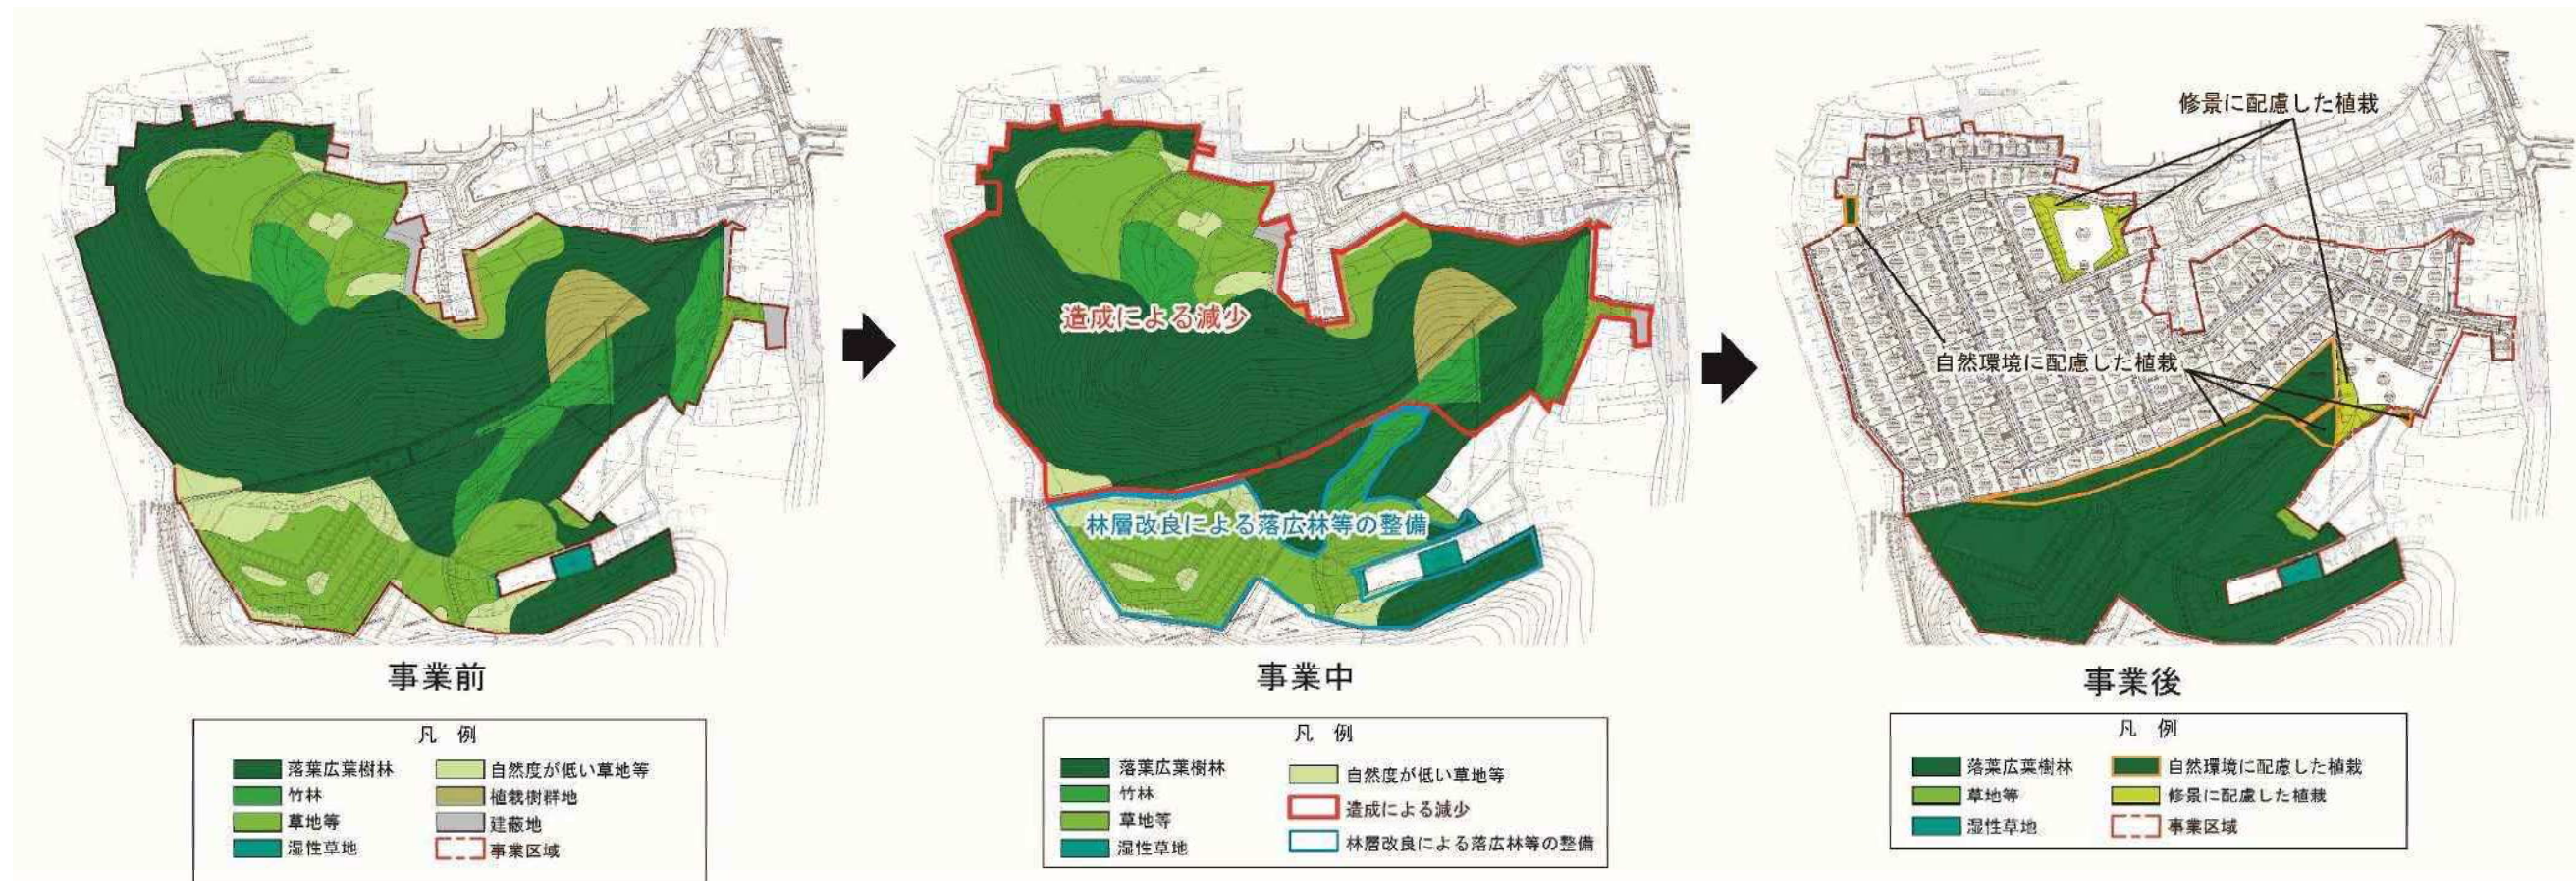 修景に配慮した植栽
造成による減少
自然環境に配慮した植栽
林層改良による落広林等の整備
事業前
事業中
事業後
凡 例
落葉広葉樹林
竹林
草地等
湿性草地
自然度が低い草地等
植栽樹群地
建蔽地
事業区域
凡 例
落葉広葉樹林
竹林
草地等
湿性草地
自然度が低い草地等
造成による減少
林層改良による落広林等の整備
凡 例
落葉広葉樹林
草地等
湿性草地
自然環境に配慮した植栽
修景に配慮した植栽
事業区域